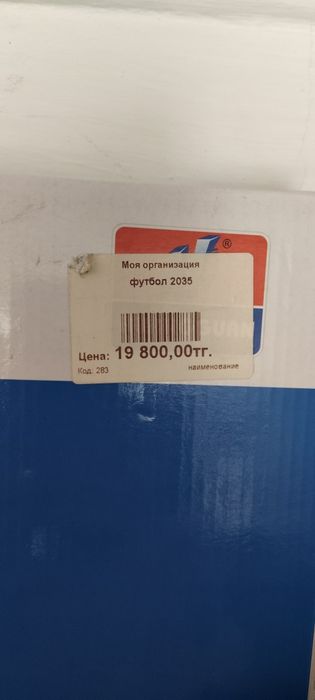 ®
Моя организация
футбол 2035
Цена: 19 800,00тг.
Код: 283 наименование